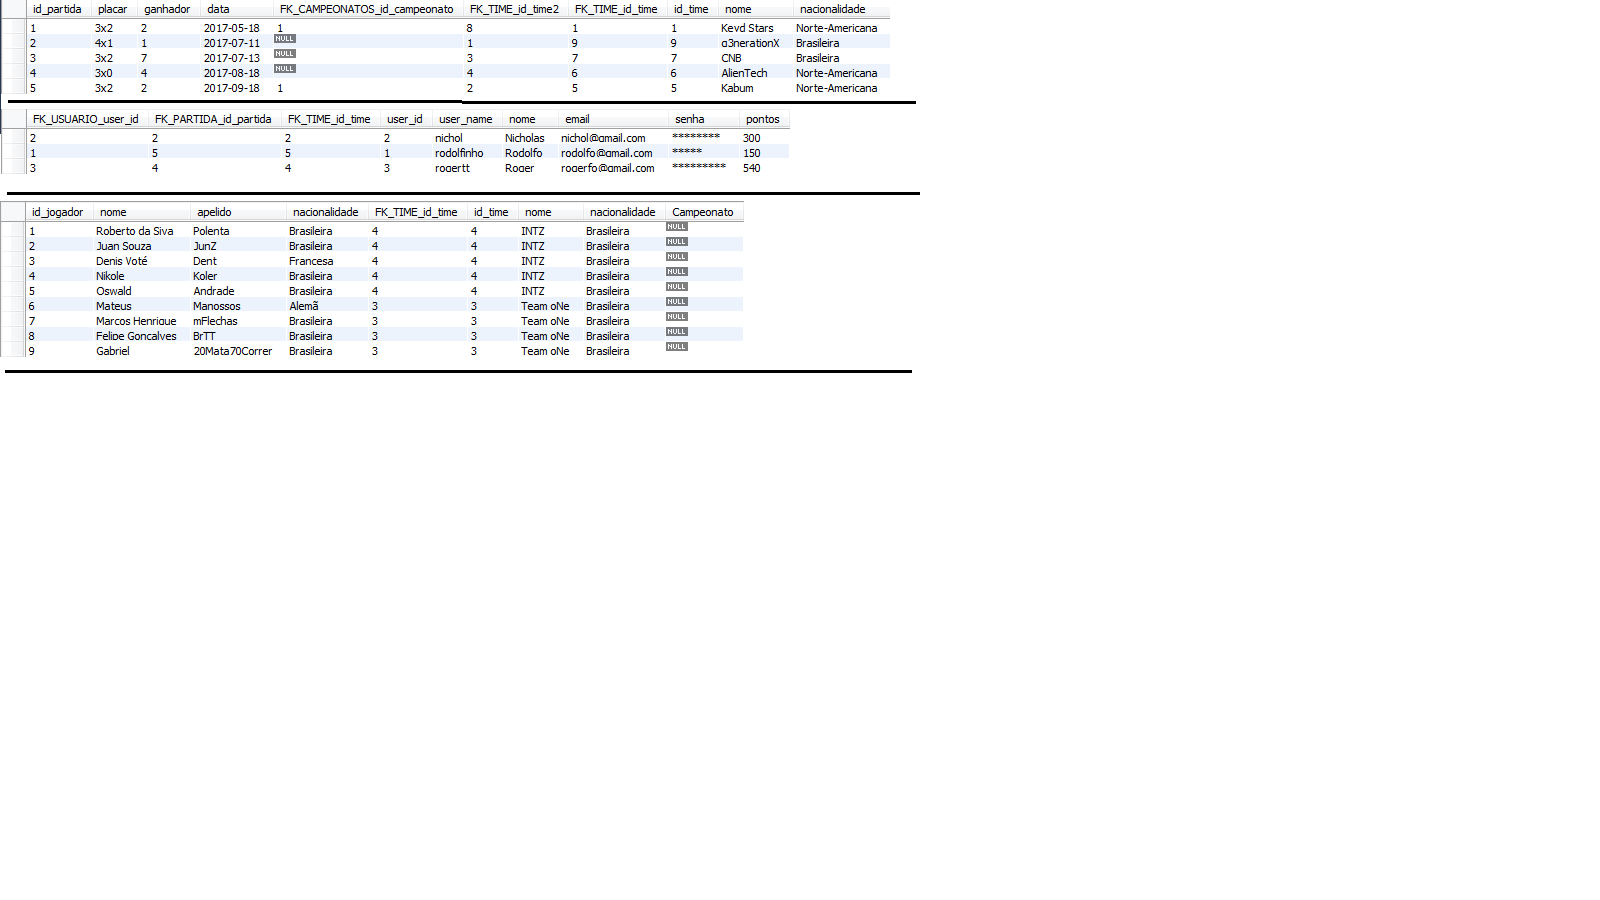 id_partida placar ganhador data FK_CAMPEONATOS_id_campeonato FK_TIME_id_time2 FK_TIME_id_time id_time nome nacionalidade
1 3x2 2 2017-05-18 1 8 1 1 Keyd Stars Norte-Americana
2 4x1 1 2017-07-11 NULL 1 9 9 g3nerationX Brasileira
3 3x2 7 2017-07-13 NULL 3 7 7 CNB Brasileira
4 3x0 4 2017-08-18 NULL 4 6 6 AlienTech Norte-Americana
5 3x2 2 2017-09-18 1 2 5 5 Kabum Norte-Americana
FK_USUARIO_user_id FK_PARTIDA_id_partida FK_TIME_id_time user_id user_name nome email senha pontos
2 2 2 2 nichol Nicholas nichol@gmail.com ******** 300
1 5 5 1 rodolfinho Rodolfo rodolfo@gmail.com ***** 150
3 4 4 3 rogertt Roger rogerfo@gmail.com ********* 540
id_jogador nome apelido nacionalidade FK_TIME_id_time id_time nome nacionalidade Campeonato
1 Roberto da Siva Polenta Brasileira 4 4 INTZ Brasileira NULL
2 Juan Souza JunZ Brasileira 4 4 INTZ Brasileira NULL
3 Denis Voté Dent Francesa 4 4 INTZ Brasileira NULL
4 Nikole Koler Brasileira 4 4 INTZ Brasileira NULL
5 Oswald Andrade Brasileira 4 4 INTZ Brasileira NULL
6 Mateus Manossos Alemã 3 3 Team oNe Brasileira NULL
7 Marcos Henrique mFlechas Brasileira 3 3 Team oNe Brasileira NULL
8 Felipe Goncalves BrTT Brasileira 3 3 Team oNe Brasileira NULL
9 Gabriel 20Mata70Correr Brasileira 3 3 Team oNe Brasileira NULL